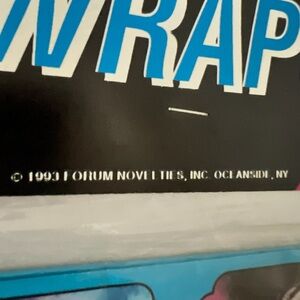 WRAP
© 1993 FORUM NOVELTIES, INC. OCEANSIDE, NY